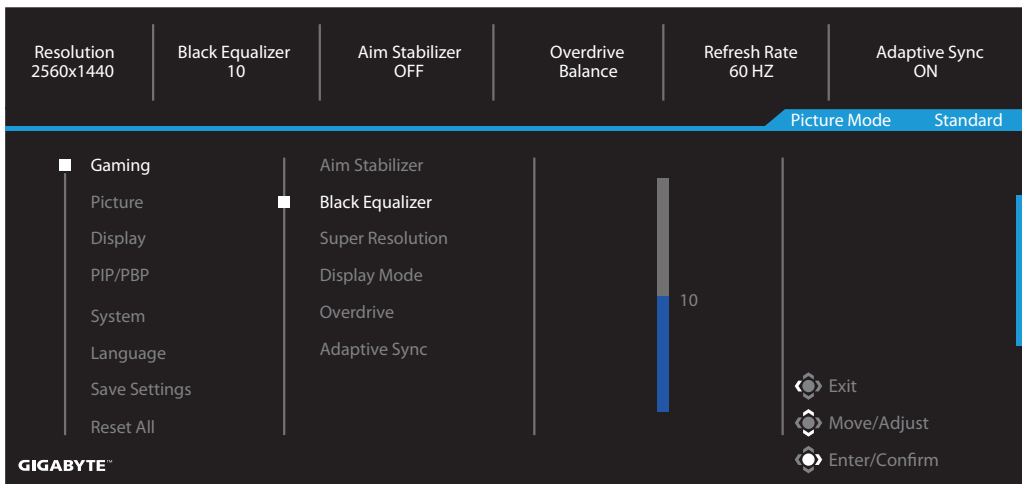 Resolution
2560x1440
Black Equalizer
10
Aim Stabilizer
OFF
Overdrive
Balance
Refresh Rate
60 HZ
Adaptive Sync
ON
Picture Mode Standard
Gaming
Picture
Display
PIP/PBP
System
Language
Save Settings
Reset All
Aim Stabilizer
Black Equalizer
Super Resolution
Display Mode
Overdrive
Adaptive Sync
10
Exit
Move/Adjust
Enter/Confirm
GIGABYTE™